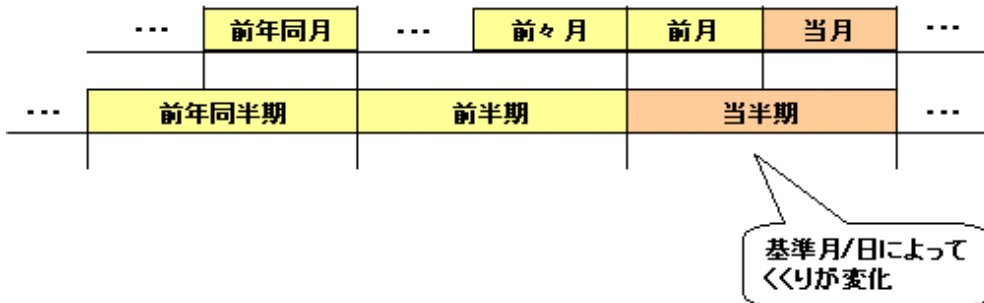 … 前年同月 … 前々月 前月 当月 …
… 前年同半期 前半期 当半期 …
基準月/日によって
くくりが変化